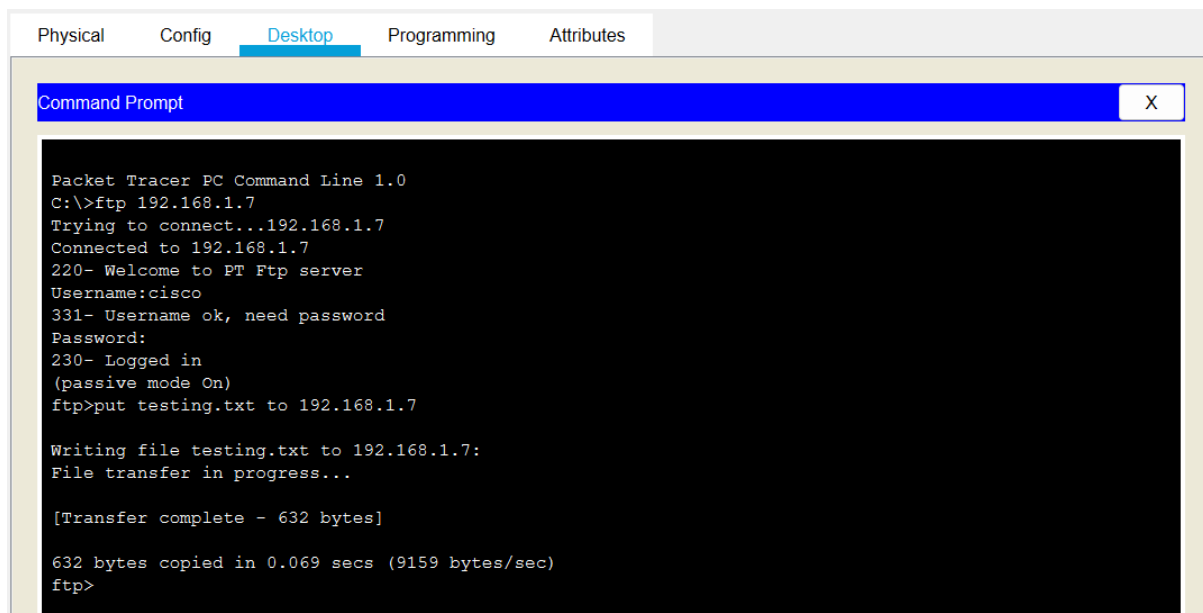 Physical Config Desktop Programming Attributes
Command Prompt X
Packet Tracer PC Command Line 1.0
C:\>ftp 192.168.1.7
Trying to connect...192.168.1.7
Connected to 192.168.1.7
220- Welcome to PT Ftp server
Username:cisco
331- Username ok, need password
Password:
230- Logged in
(passive mode On)
ftp>put testing.txt to 192.168.1.7
Writing file testing.txt to 192.168.1.7:
File transfer in progress...
[Transfer complete - 632 bytes]
632 bytes copied in 0.069 secs (9159 bytes/sec)
ftp>